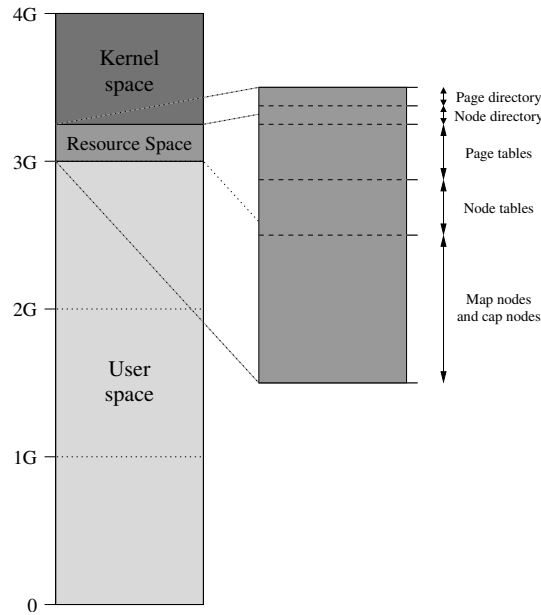 4G
Kernel
space
Resource Space
3G
2G
User
space
1G
0
Page directory
Node directory
Page tables
Node tables
Map nodes
and cap nodes